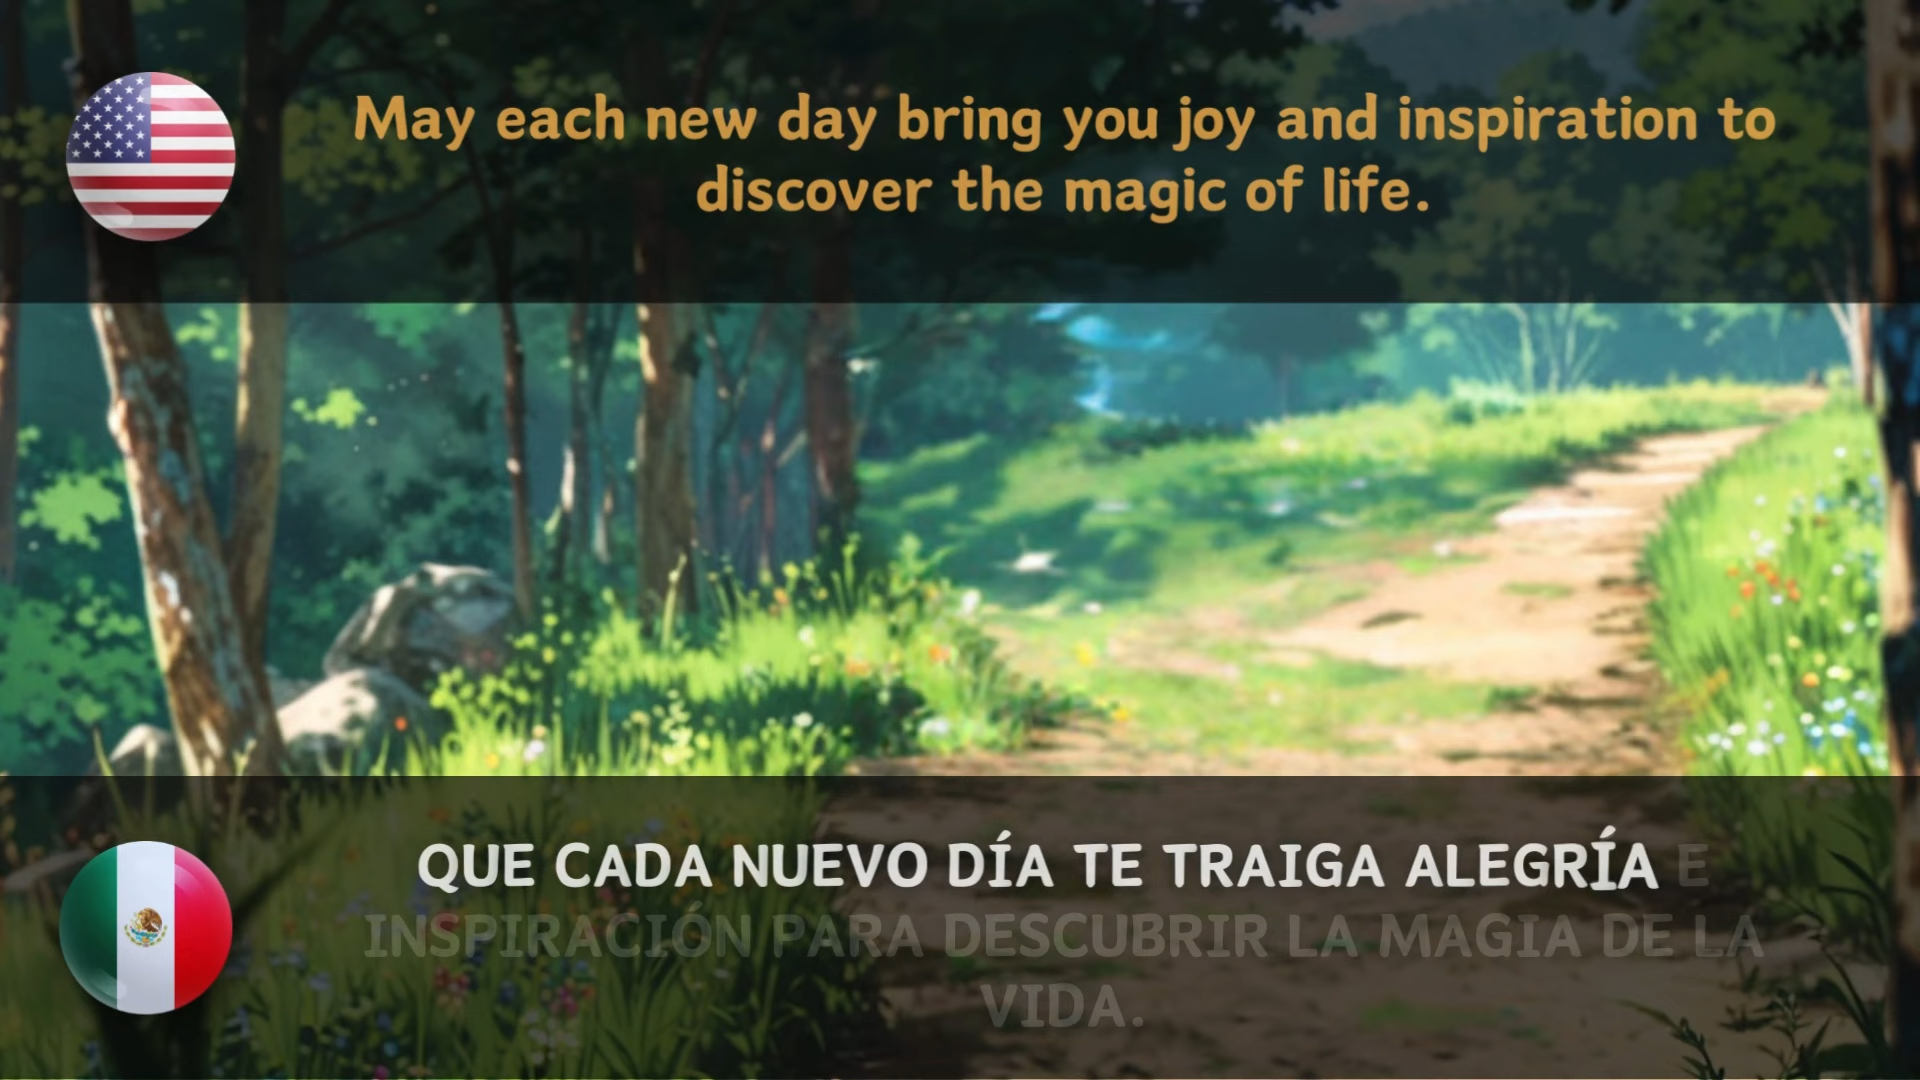 May each new day bring you joy and inspiration to
discover the magic of life.
QUE CADA NUEVO DÍA TE TRAIGA ALEGRÍA E
INSPIRACIÓN PARA DESCUBRIR LA MAGIA DE LA
VIDA.